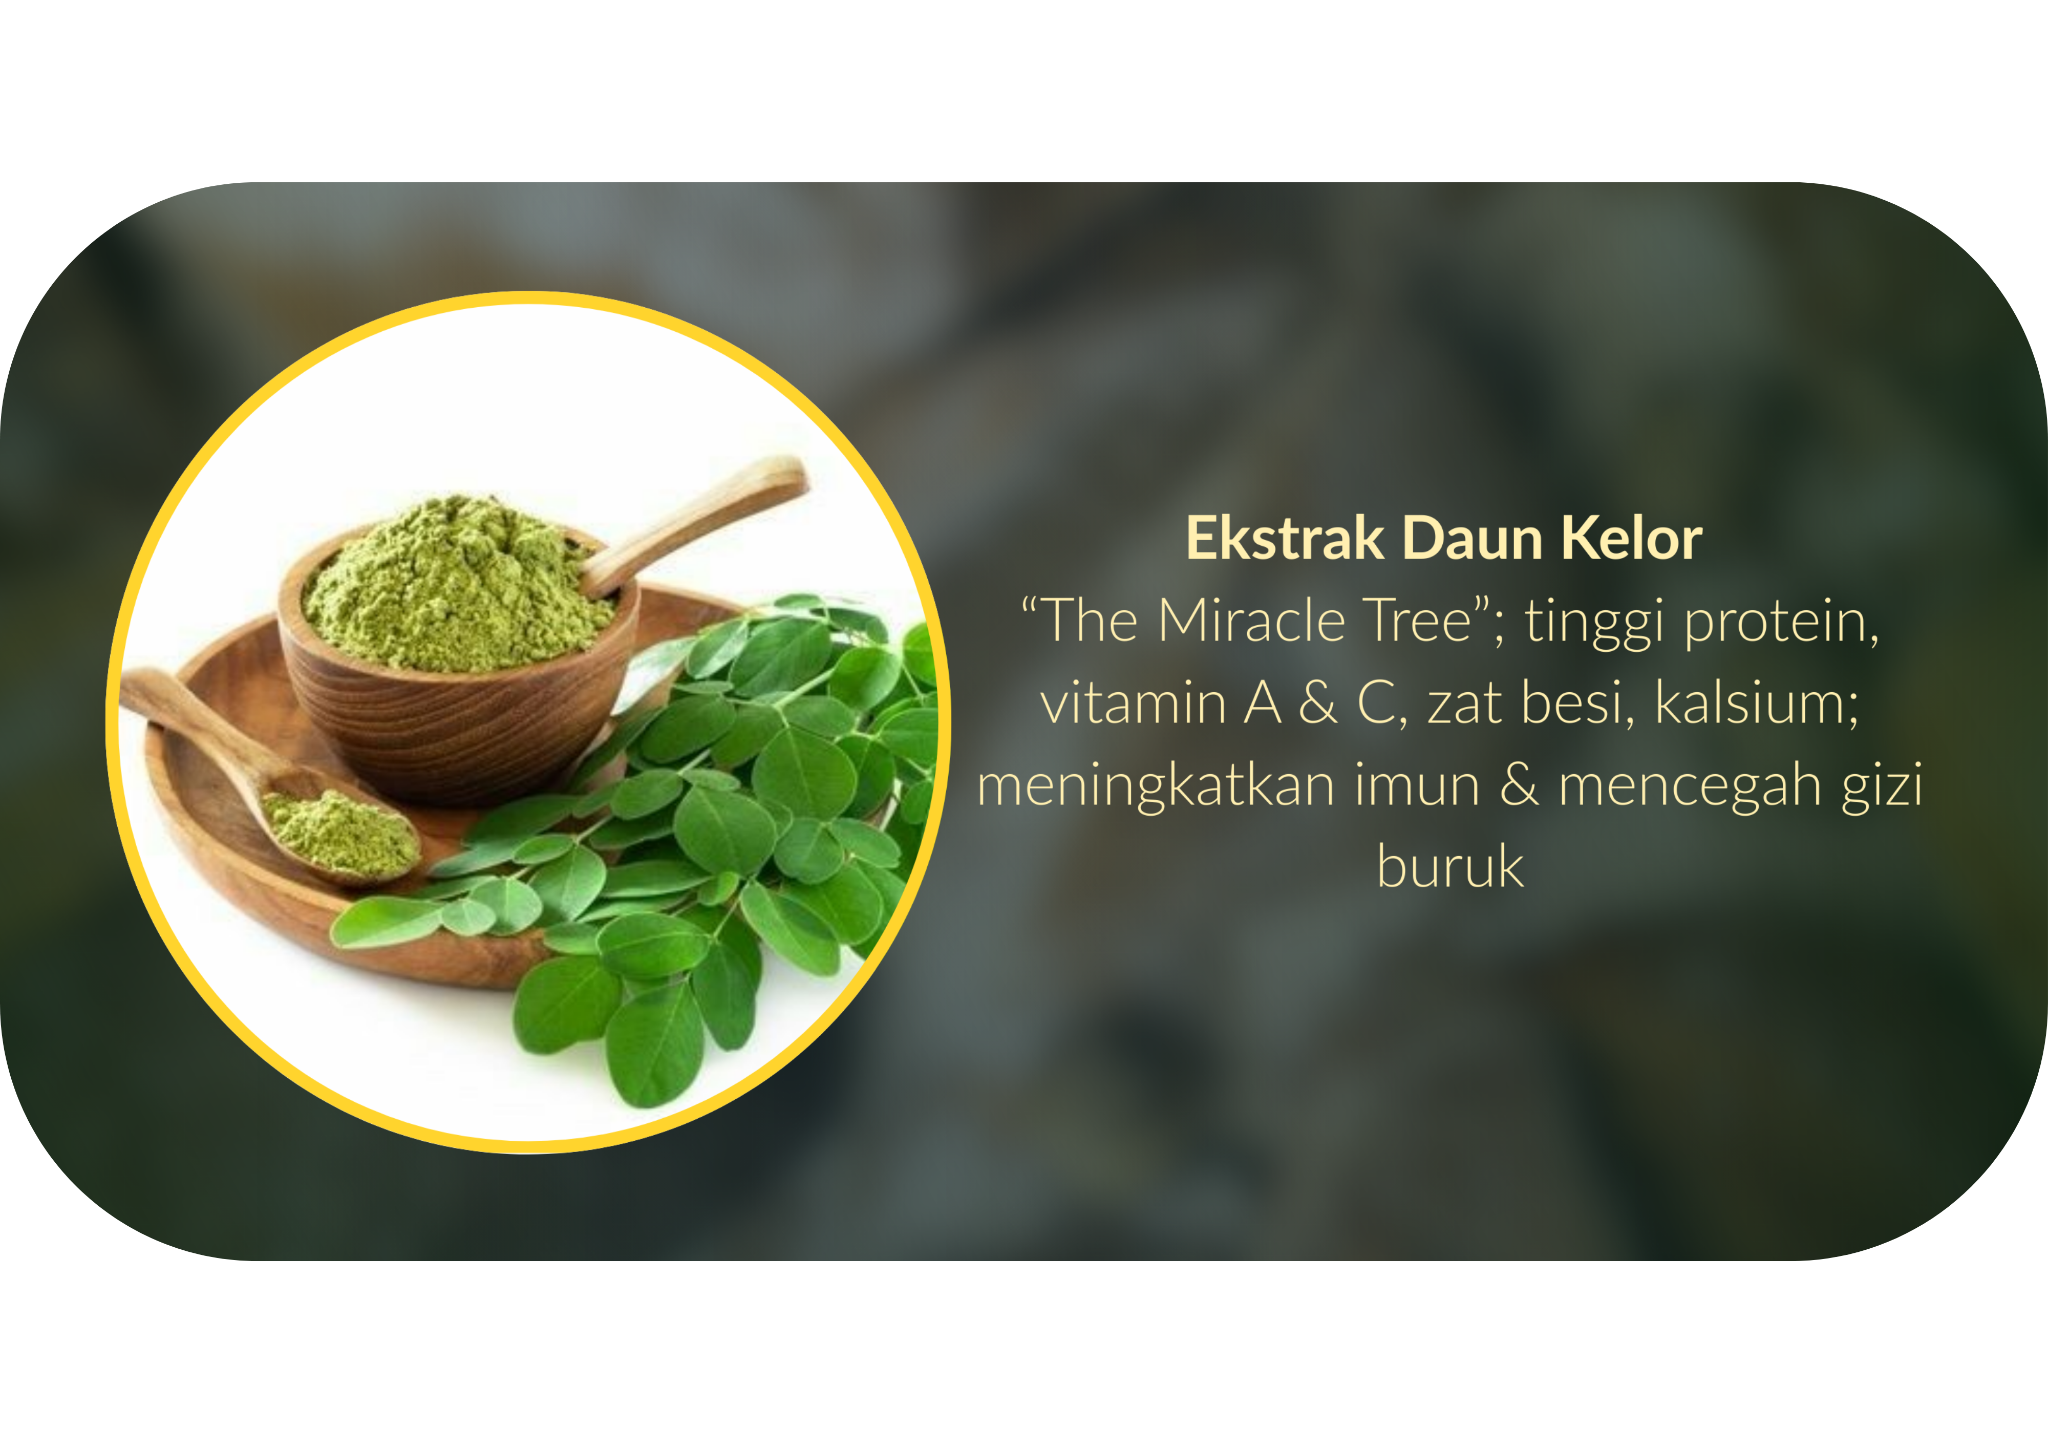 Ekstrak Daun Kelor
“The Miracle Tree”; tinggi protein,
vitamin A & C, zat besi, kalsium;
meningkatkan imun & mencegah gizi
buruk